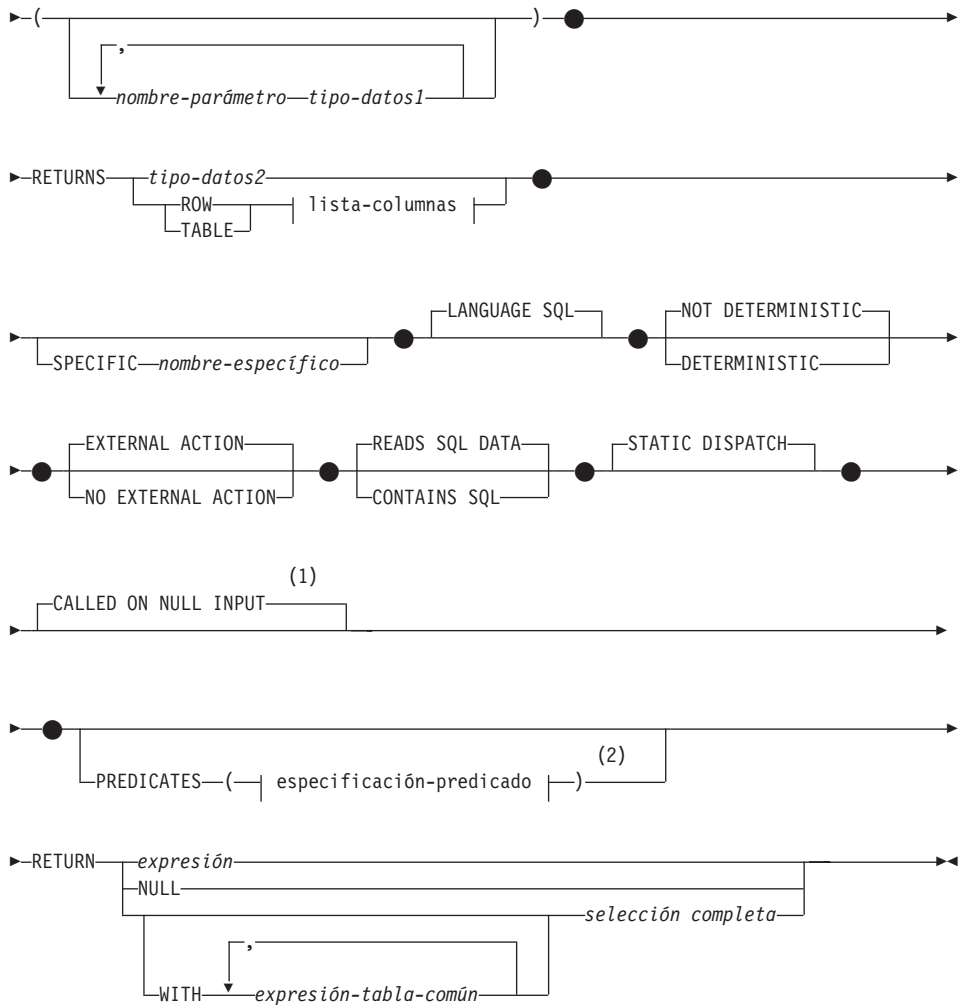 ( )
,
nombre-parámetro tipo-datos1
RETURNS tipo-datos2
ROW lista-columnas
TABLE
LANGUAGE SQL NOT DETERMINISTIC
SPECIFIC nombre-específico DETERMINISTIC
EXTERNAL ACTION READS SQL DATA STATIC DISPATCH
NO EXTERNAL ACTION CONTAINS SQL
(1)
CALLED ON NULL INPUT
(2)
PREDICATES ( especificación-predicado )
RETURN expresión
NULL
selección completa
,
WITH expresión-tabla-común